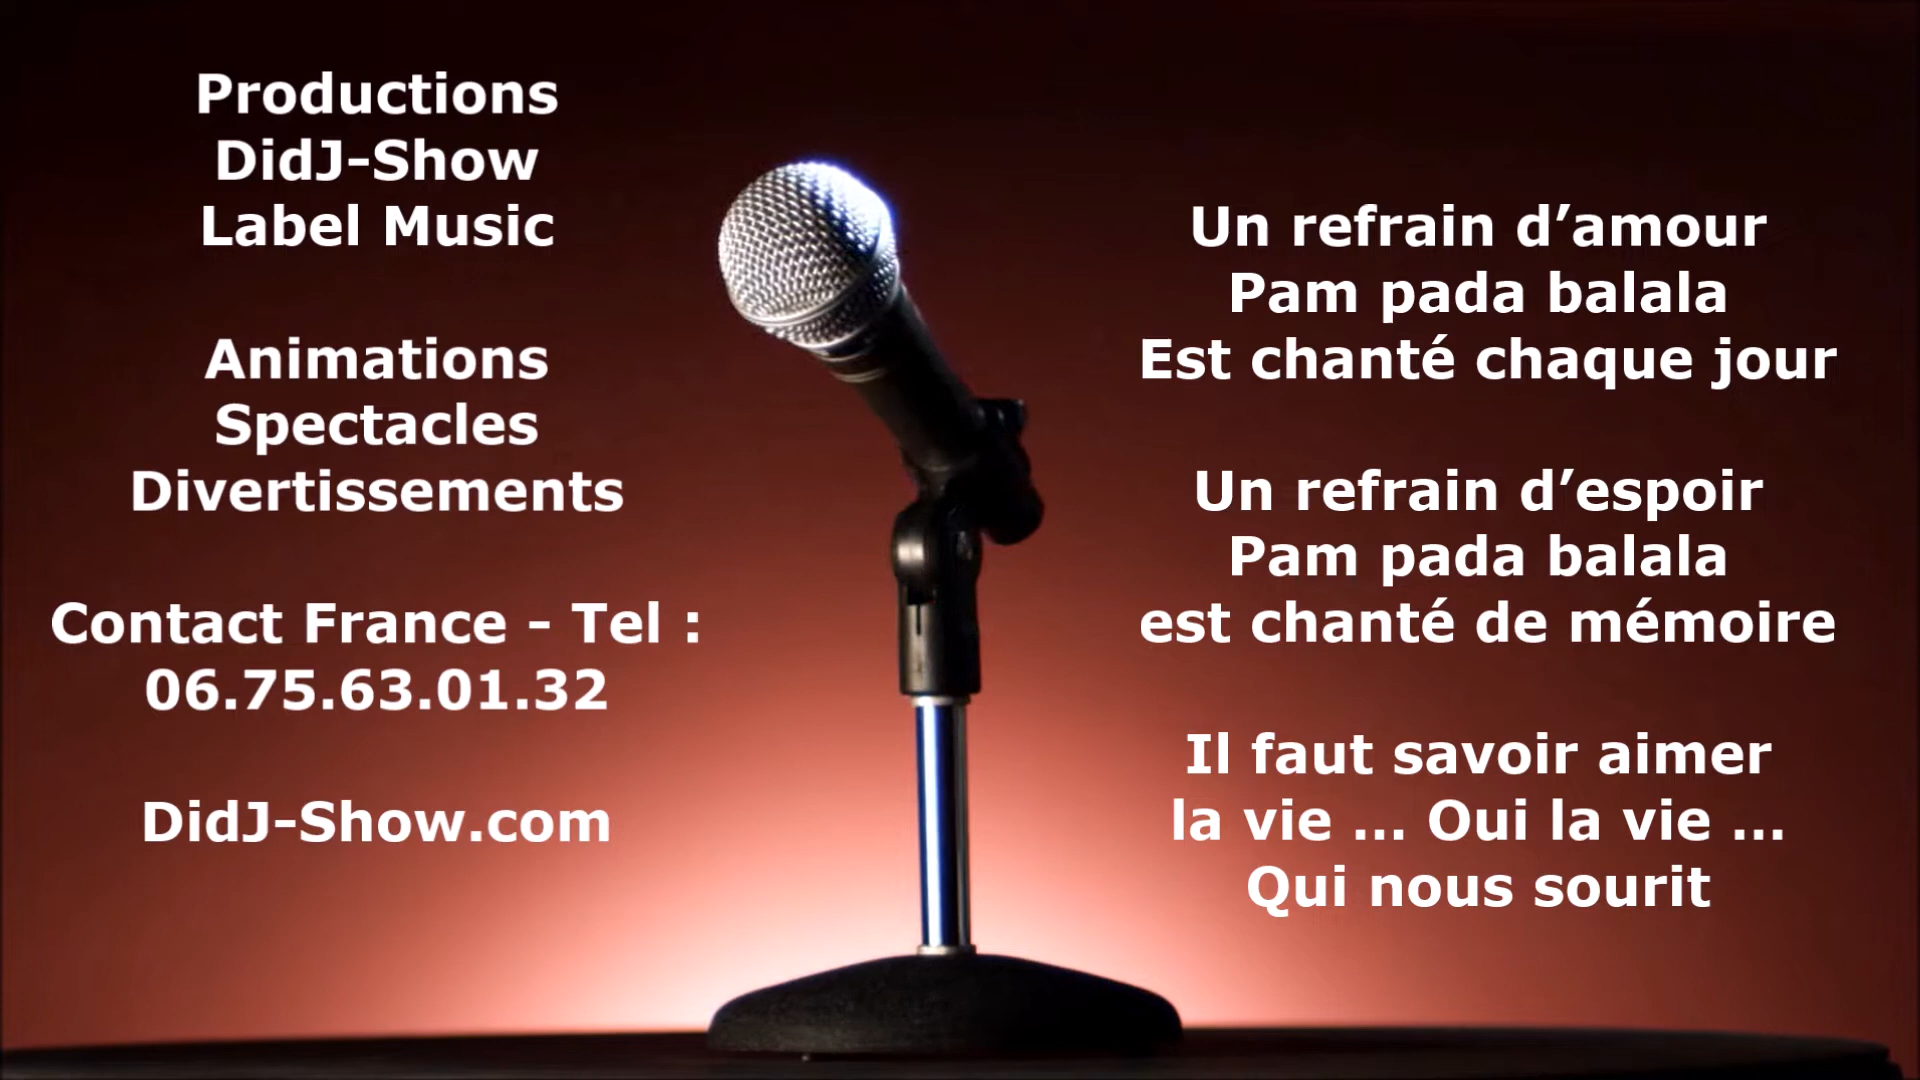 Productions
DidJ-Show
Label Music
Animations
Spectacles
Divertissements
Contact France - Tel :
06.75.63.01.32
DidJ-Show.com
Un refrain d’amour
Pam pada balala
Est chanté chaque jour
Un refrain d’espoir
Pam pada balala
est chanté de mémoire
Il faut savoir aimer
la vie ... Oui la vie ...
Qui nous sourit